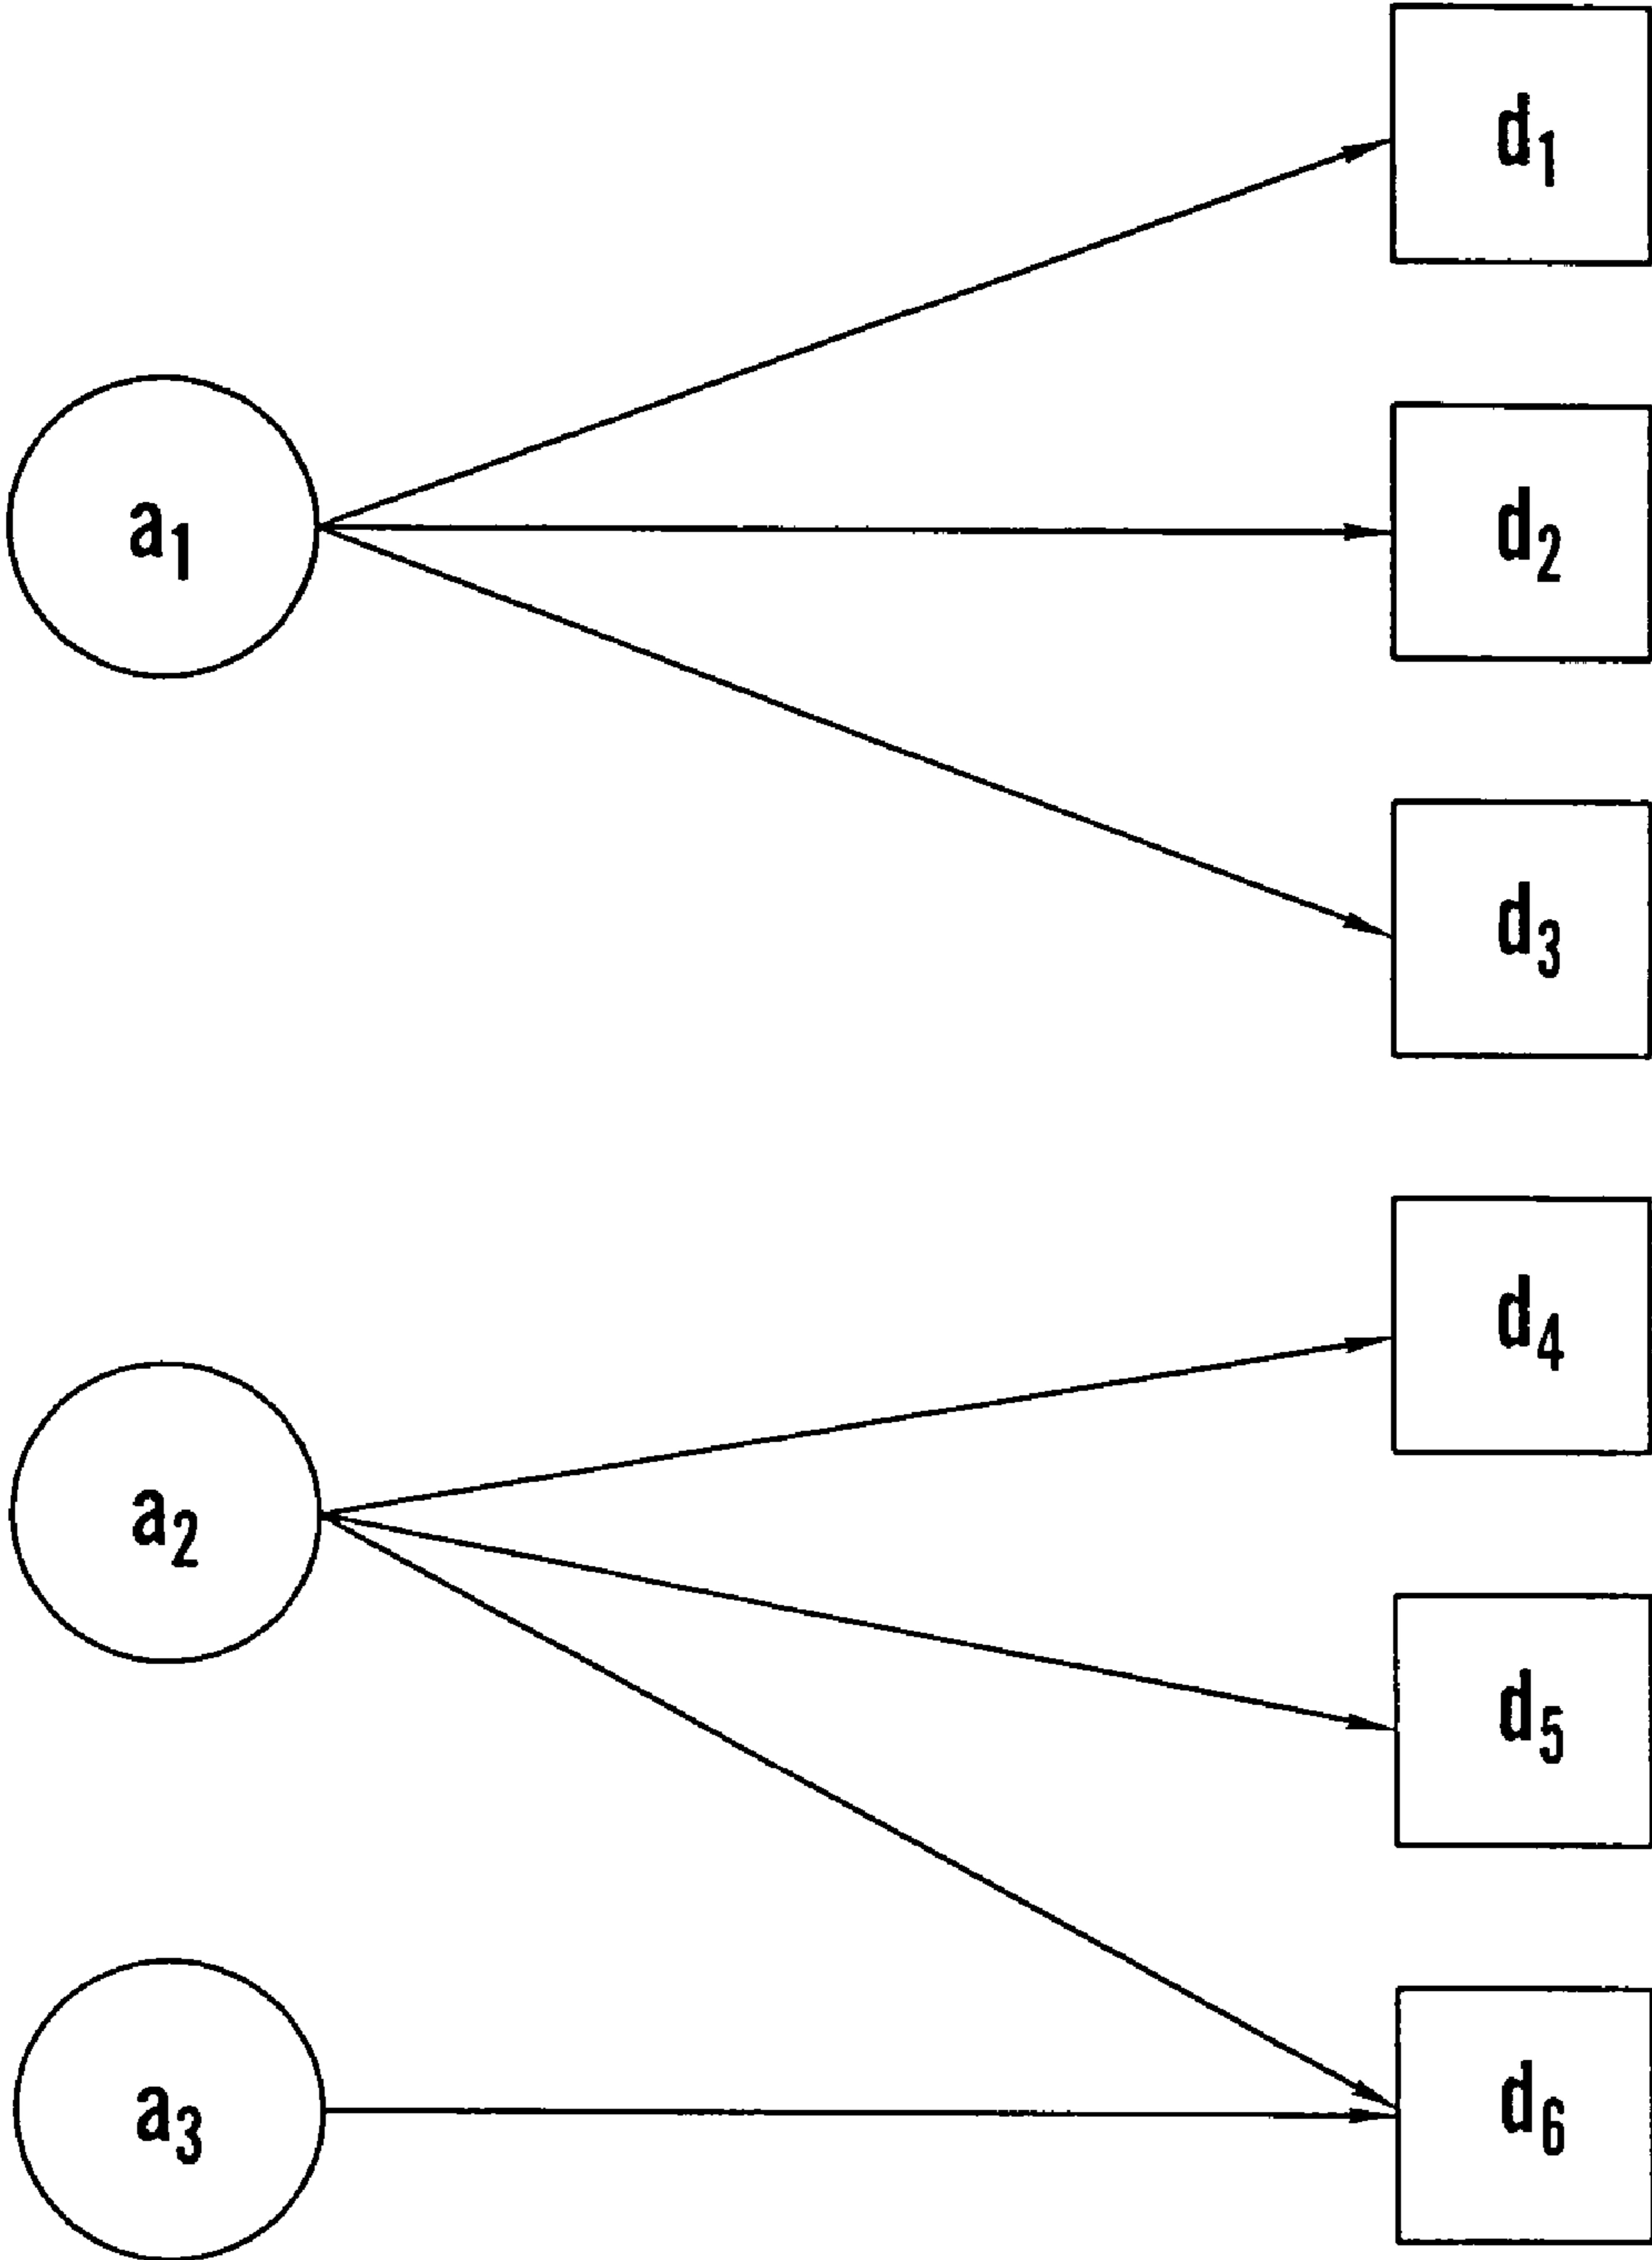 d₁
a₁
d₂
d₃
d₄
a₂
d₅
a₃
d₆